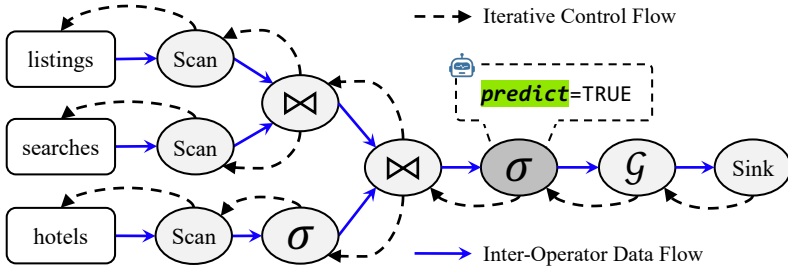 Iterative Control Flow
listings
Scan
⋈
predict=TRUE
searches
Scan
⋈
σ
𝒢
Sink
hotels
Scan
σ
Inter-Operator Data Flow